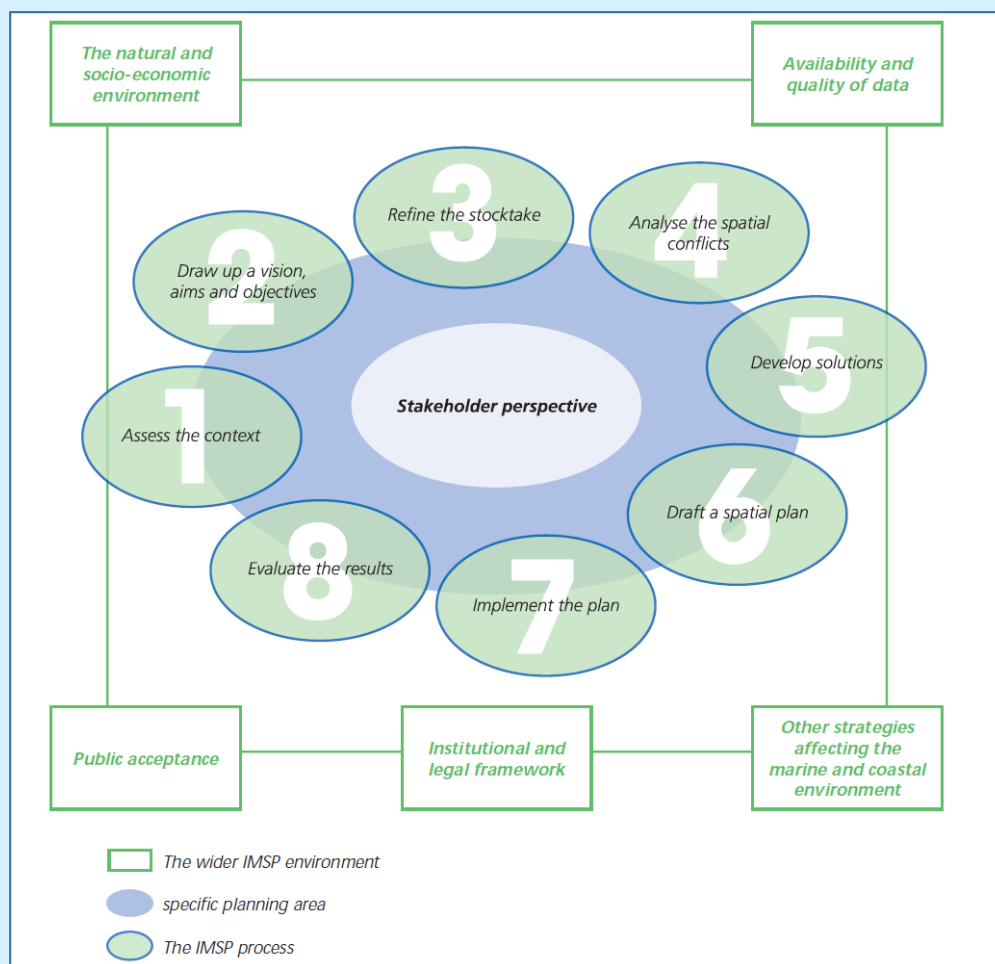 The natural and
socio-economic
environment
Availability and
quality of data
3
Refine the stocktake
4
Analyse the spatial
conflicts
2
Draw up a vision,
aims and objectives
5
Develop solutions
Stakeholder perspective
1
Assess the context
6
Draft a spatial plan
8
Evaluate the results
7
Implement the plan
Public acceptance
Institutional and
legal framework
Other strategies
affecting the
marine and coastal
environment
The wider IMSP environment
specific planning area
The IMSP process